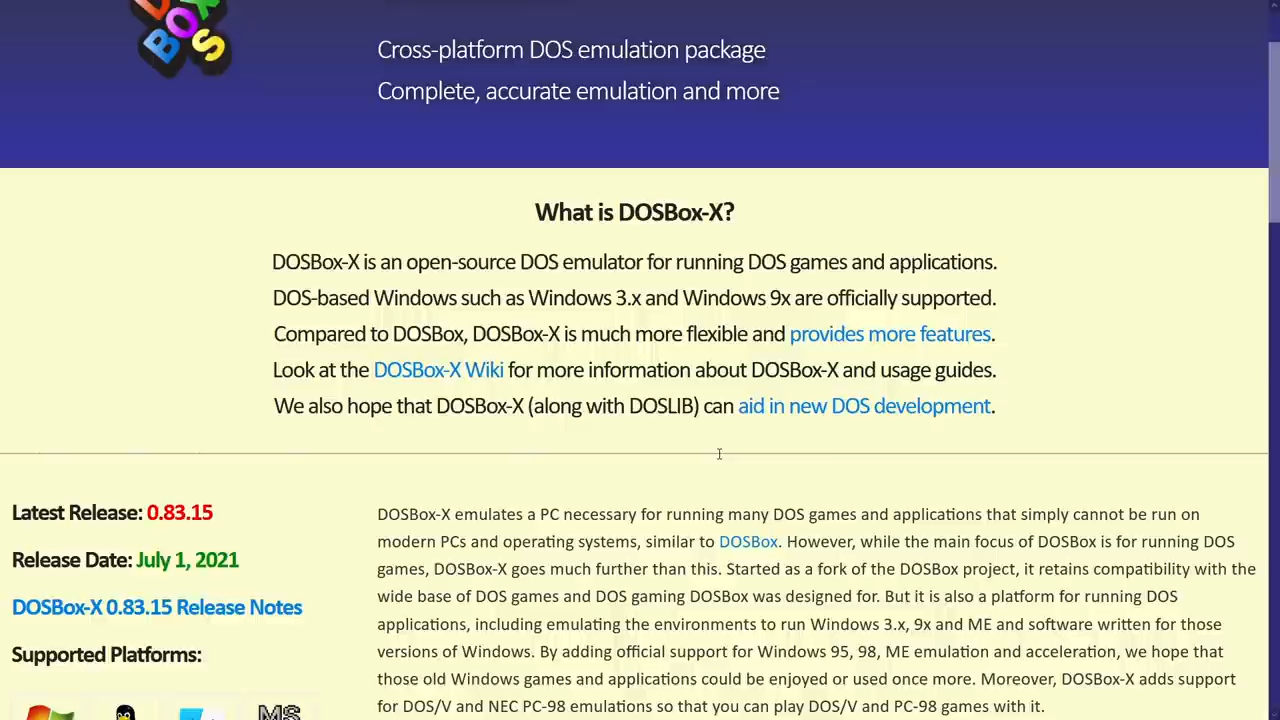 BOX
S
Cross-platform DOS emulation package
Complete, accurate emulation and more
What is DOSBox-X?
DOSBox-X is an open-source DOS emulator for running DOS games and applications.
DOS-based Windows such as Windows 3.x and Windows 9x are officially supported.
Compared to DOSBox, DOSBox-X is much more flexible and provides more features.
Look at the DOSBox-X Wiki for more information about DOSBox-X and usage guides.
We also hope that DOSBox-X (along with DOSLIB) can aid in new DOS development.
Latest Release: 0.83.15
Release Date: July 1, 2021
DOSBox-X 0.83.15 Release Notes
Supported Platforms:
MS
DOSBox-X emulates a PC necessary for running many DOS games and applications that simply cannot be run on
modern PCs and operating systems, similar to DOSBox. However, while the main focus of DOSBox is for running DOS
games, DOSBox-X goes much further than this. Started as a fork of the DOSBox project, it retains compatibility with the
wide base of DOS games and DOS gaming DOSBox was designed for. But it is also a platform for running DOS
applications, including emulating the environments to run Windows 3.x, 9x and ME and software written for those
versions of Windows. By adding official support for Windows 95, 98, ME emulation and acceleration, we hope that
those old Windows games and applications could be enjoyed or used once more. Moreover, DOSBox-X adds support
for DOS/V and NEC PC-98 emulations so that you can play DOS/V and PC-98 games with it.